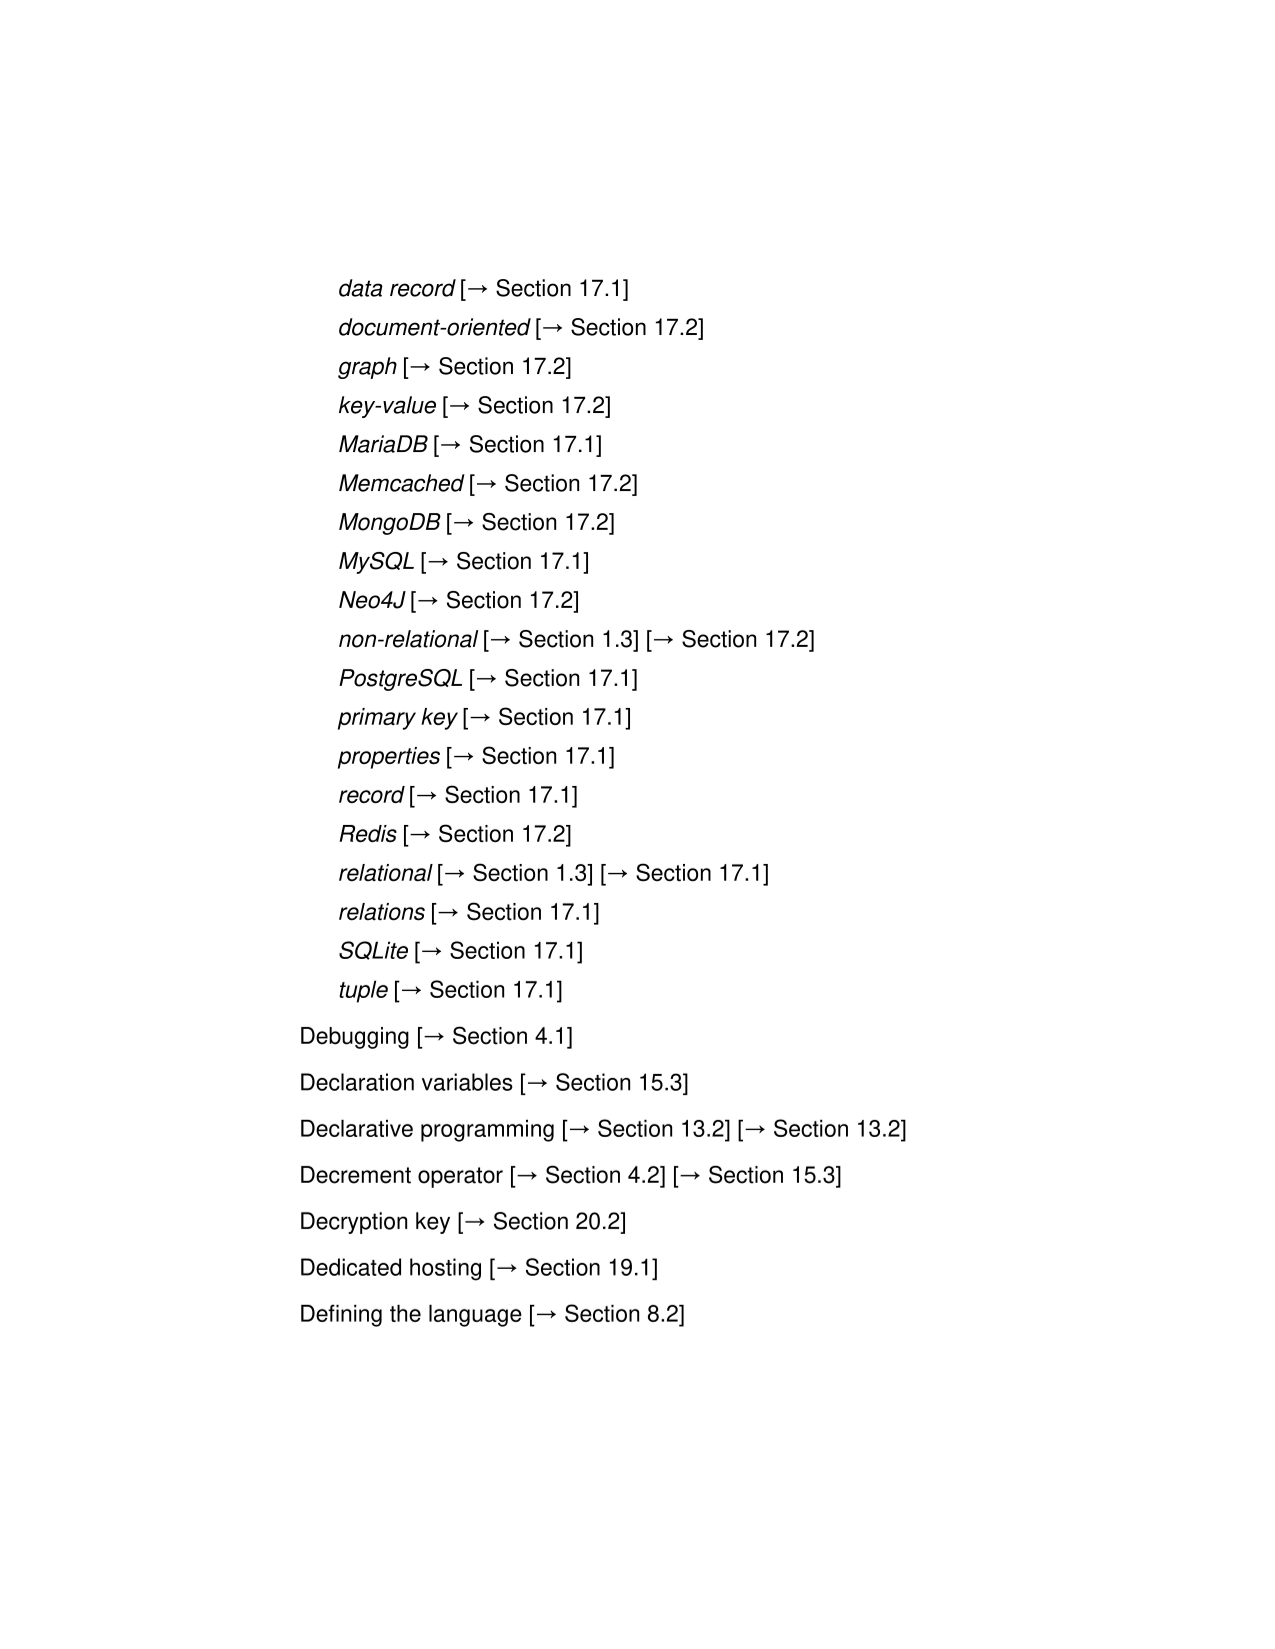 data record [→ Section 17.1]
document-oriented [→ Section 17.2]
graph [→ Section 17.2]
key-value [→ Section 17.2]
MariaDB [→ Section 17.1]
Memcached [→ Section 17.2]
MongoDB [→ Section 17.2]
MySQL [→ Section 17.1]
Neo4J [→ Section 17.2]
non-relational [→ Section 1.3] [→ Section 17.2]
PostgreSQL [→ Section 17.1]
primary key [→ Section 17.1]
properties [→ Section 17.1]
record [→ Section 17.1]
Redis [→ Section 17.2]
relational [→ Section 1.3] [→ Section 17.1]
relations [→ Section 17.1]
SQLite [→ Section 17.1]
tuple [→ Section 17.1]
Debugging [→ Section 4.1]
Declaration variables [→ Section 15.3]
Declarative programming [→ Section 13.2] [→ Section 13.2]
Decrement operator [→ Section 4.2] [→ Section 15.3]
Decryption key [→ Section 20.2]
Dedicated hosting [→ Section 19.1]
Defining the language [→ Section 8.2]